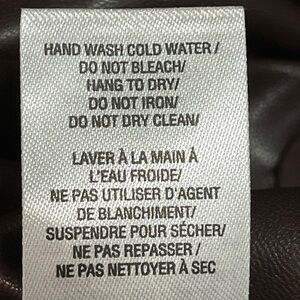 HAND WASH COLD WATER /
DO NOT BLEACH/
HANG TO DRY/
DO NOT IRON/
DO NOT DRY CLEAN/
LAVER À LA MAIN À
L'EAU FROIDE/
NE PAS UTILISER D'AGENT
DE BLANCHIMENT/
SUSPENDRE POUR SÉCHER/
NE PAS REPASSER /
NE PAS NETTOYER À SEC